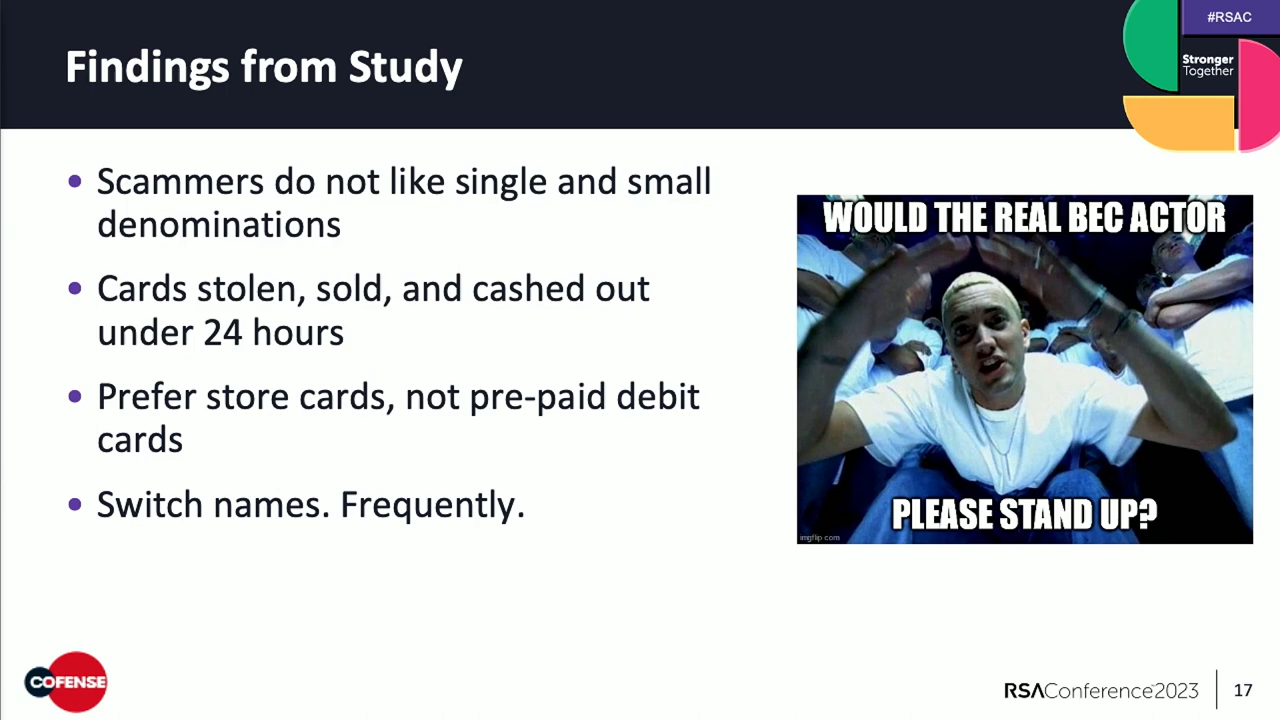 #RSAC
Findings from Study
Stronger
Together
• Scammers do not like single and small
denominations
• Cards stolen, sold, and cashed out
under 24 hours
• Prefer store cards, not pre-paid debit
cards
• Switch names. Frequently.
WOULD THE REAL BEC ACTOR
PLEASE STAND UP?
imgflip.com
COFENSE
RSAConference™2023
17